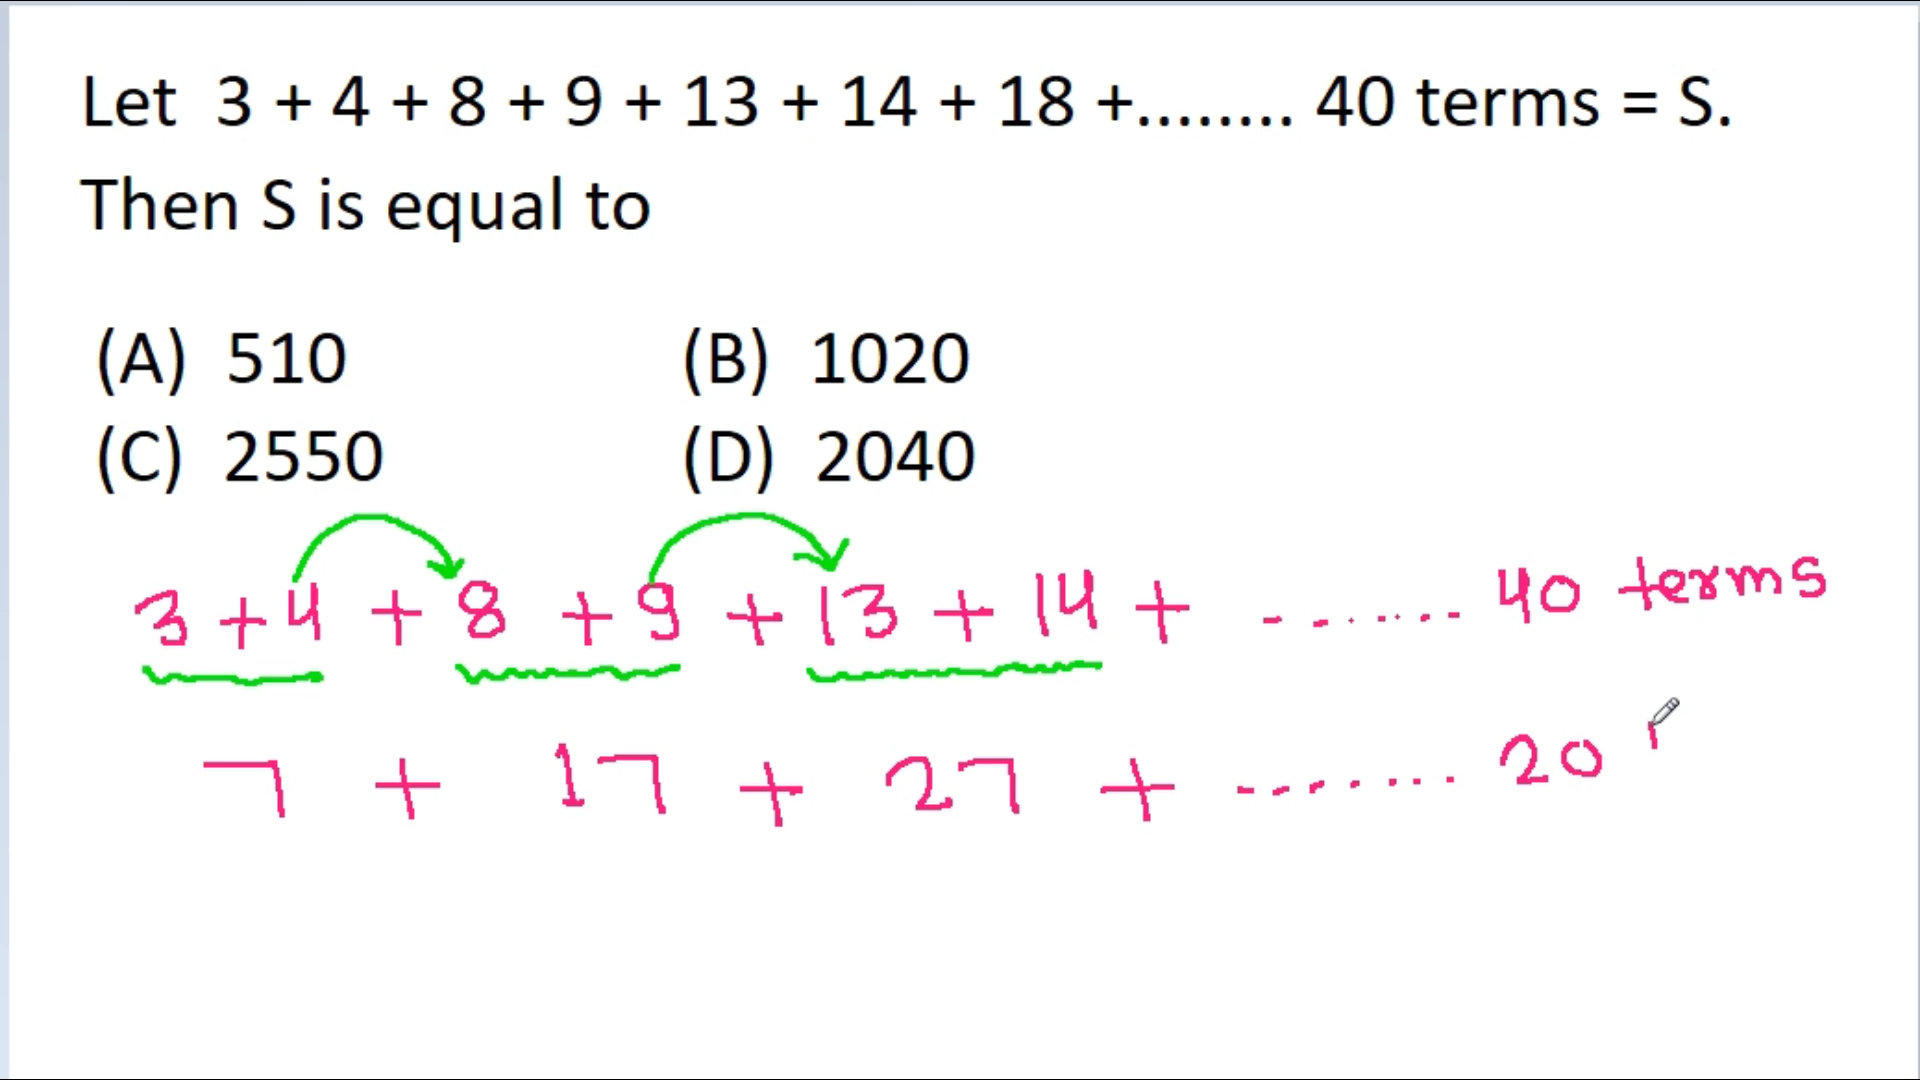 Let 3 + 4 + 8 + 9 + 13 + 14 + 18 +........ 40 terms = S.
Then S is equal to
(A) 510 (B) 1020
(C) 2550 (D) 2040
3 + 4 + 8 + 9 + 13 + 14 + ........ 40 terms
7 + 17 + 27 + ........ 20